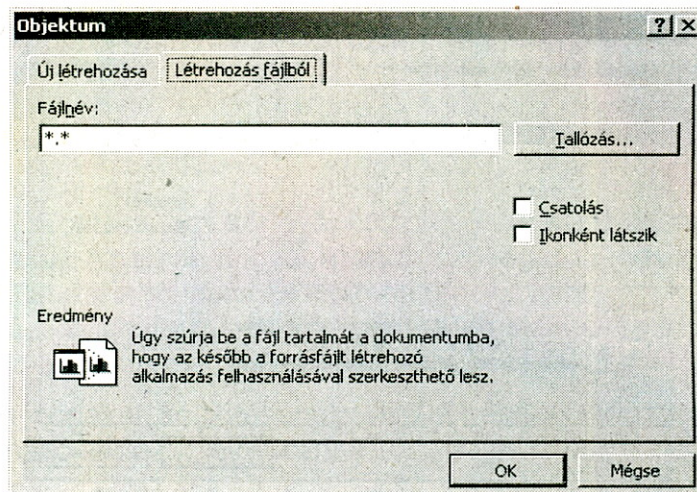 Objektum
Új létrehozása
Létrehozás fájlból
Fájlnév:
*.*
Tallózás...
Csatolás
Ikonként látszik
Eredmény
Úgy szúrja be a fájl tartalmát a dokumentumba,
hogy az később a forrásfájlt létrehozó
alkalmazás felhasználásával szerkeszthető lesz.
OK
Mégse